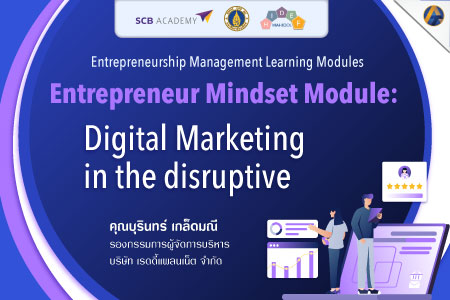 SCB ACADEMY
MAHIDOL
Entrepreneurship Management Learning Modules
Entrepreneur Mindset Module:
Digital Marketing
in the disruptive
คุณบุรินทร์ เกล็ดมณี
รองกรรมการผู้จัดการบริหาร
บริษัท เรดดี้แพลนเน็ต จำกัด